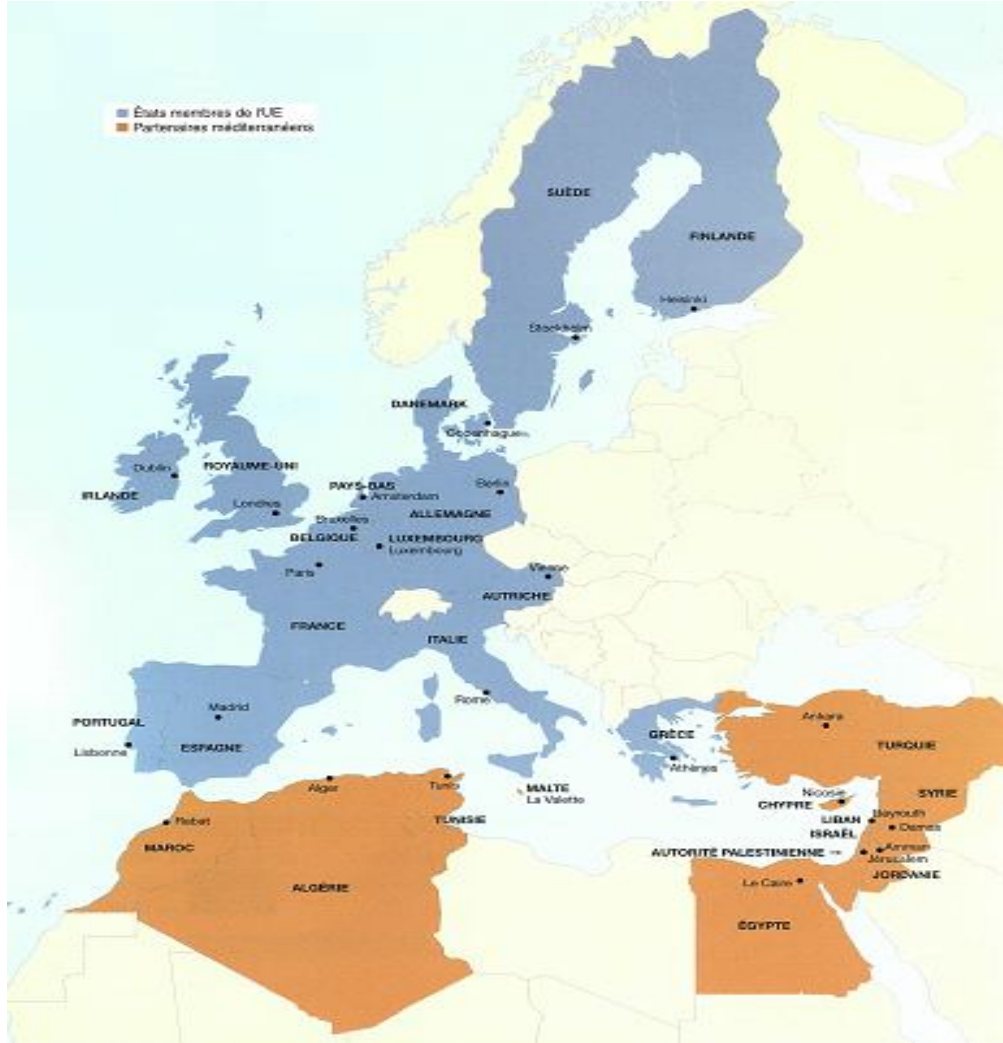 États membres de l'UE
Partenaires méditerranéens
SUÈDE
FINLANDE
Helsinki
Stockholm
DANEMARK
Copenhague
Dublin
ROYAUME-UNI
IRLANDE
Londres
PAYS-BAS
Amsterdam
Berlin
ALLEMAGNE
Bruxelles
BELGIQUE
LUXEMBOURG
Luxembourg
Paris
Vienne
AUTRICHE
FRANCE
ITALIE
Rome
PORTUGAL
Madrid
Lisbonne
ESPAGNE
GRÈCE
Athènes
Ankara
TURQUIE
Alger
Tunis
MALTE
La Valette
Nicosie
CHYPRE
SYRIE
Rabat
MAROC
TUNISIE
LIBAN
Beyrouth
ISRAËL
Damas
AUTORITÉ PALESTINIENNE
Amman
Jérusalem
JORDANIE
ALGÉRIE
Le Caire
ÉGYPTE